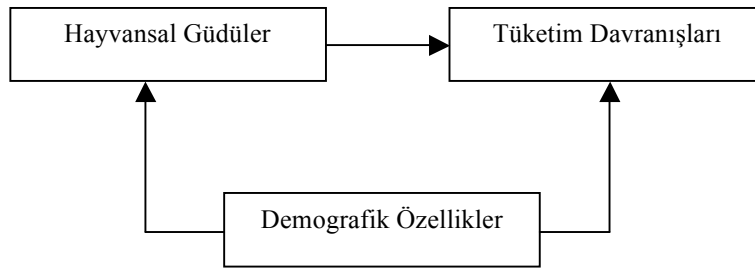 Hayvansal Güdüler
Tüketim Davranışları
Demografik Özellikler